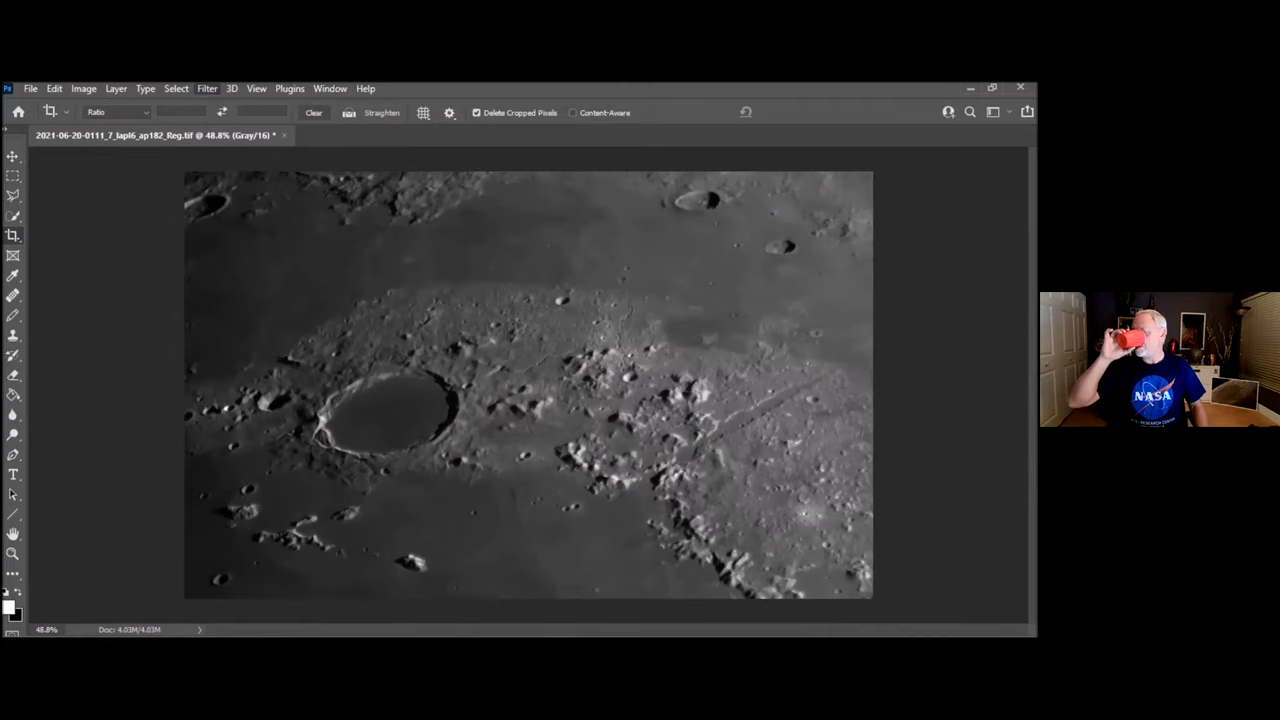 Ps File Edit Image Layer Type Select Filter 3D View Plugins Window Help
Ratio Clear Straighten Delete Cropped Pixels Content-Aware
2021-06-20-0111_7_lapl6_ap182_Reg.tif @ 48.8% (Gray/16) *
NASA
48.8% Doc: 4.03M/4.03M